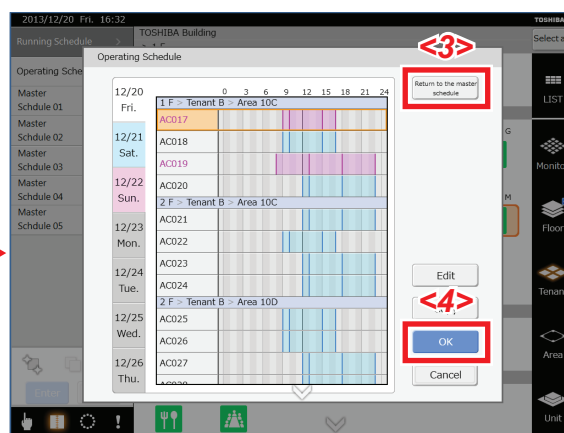 2013/12/20 Fri. 16:32
TOSHIBA
TOSHIBA Building
Running Schedule >
> 1 F
<3>
Select a
Operating Schedule
Operating Sche
Return to the master
schedule
12/20
Fri.
0 3 6 9 12 15 18 21 24
1 F > Tenant B > Area 10C
LIST
Master
Schdule 01
AC017
Master
Schdule 02
12/21
Sat.
AC018
G
Master
Schdule 03
AC019
Monito
Master
Schdule 04
12/22
Sun.
AC020
M
2 F > Tenant B > Area 10C
Master
Schdule 05
AC021
12/23
Mon.
AC022
Floor
AC023
12/24
Tue.
AC024
Edit
2 F > Tenant B > Area 10D
Tenan
<4>
12/25
Wed.
AC025
AC026
OK
Area
12/26
Thu.
AC027
Cancel
AC028
Enter
Unit